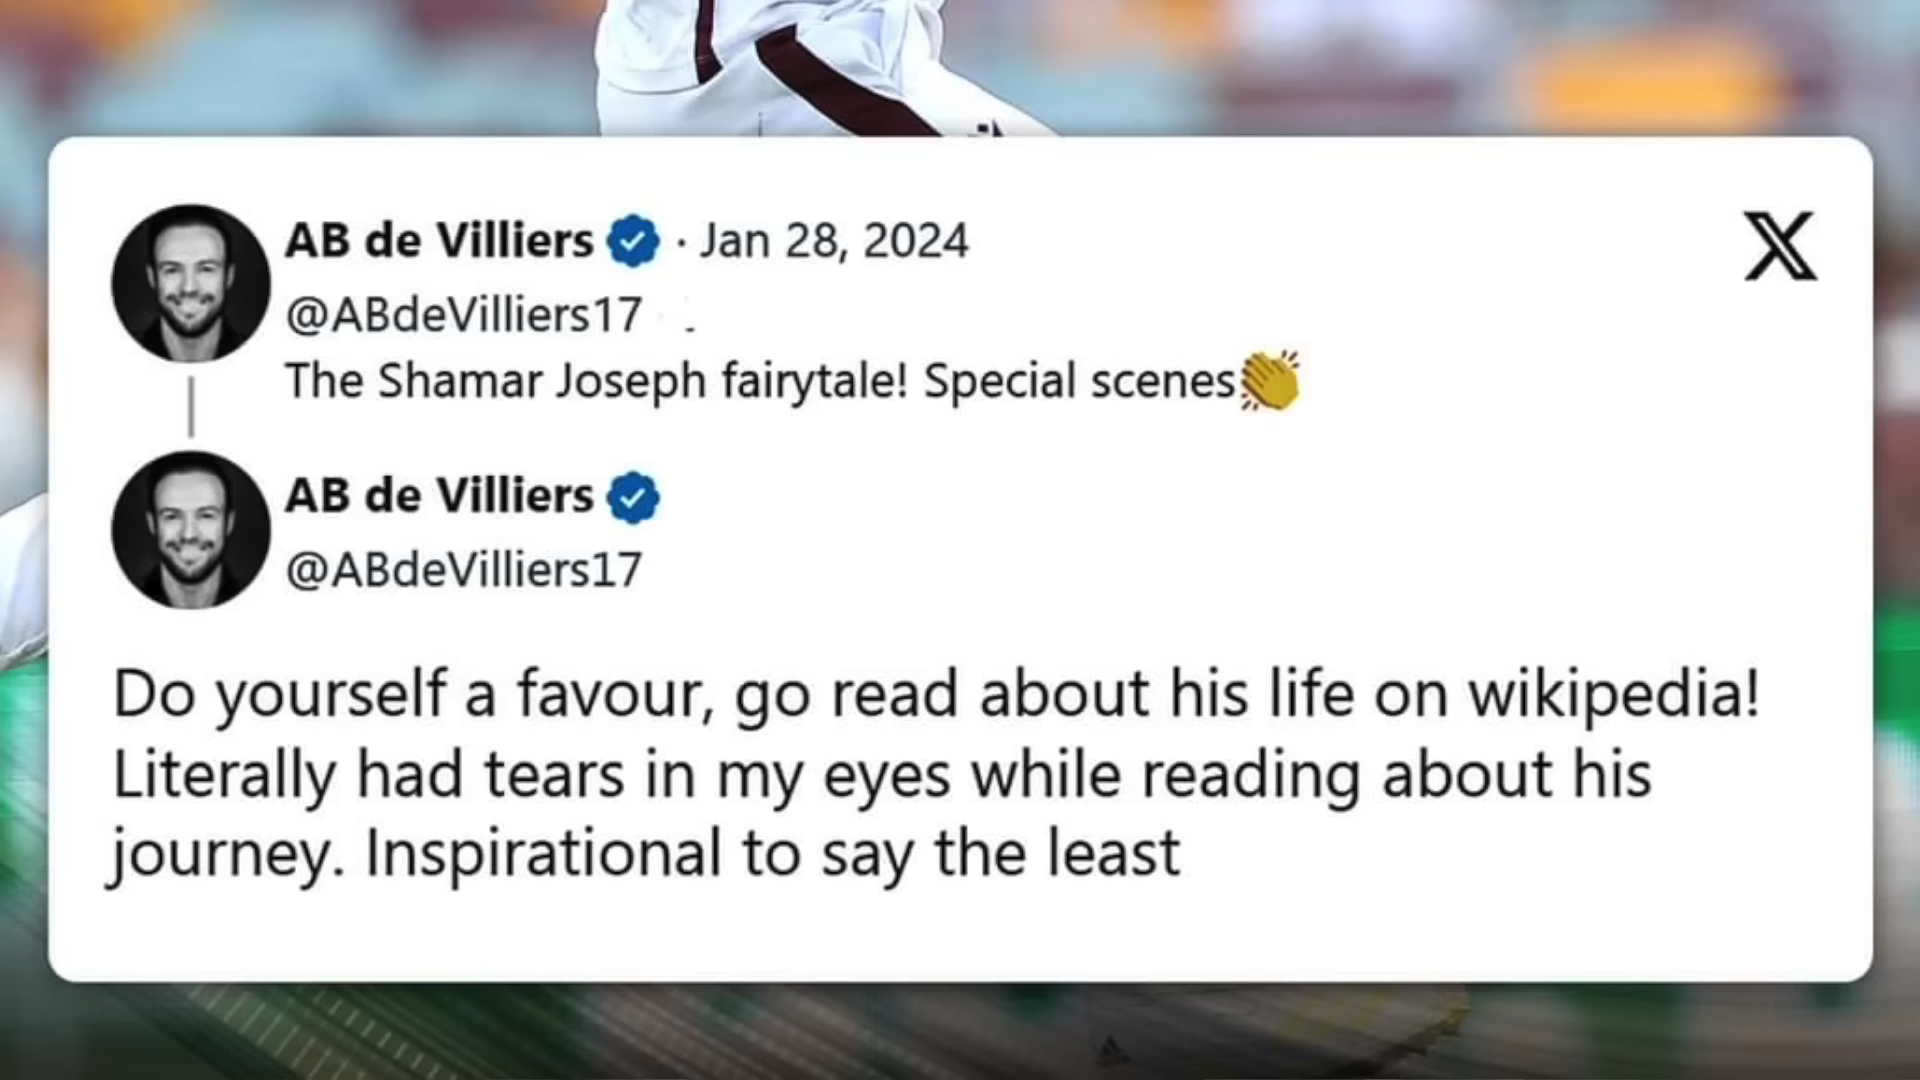 AB de Villiers · Jan 28, 2024
@ABdeVilliers17
The Shamar Joseph fairytale! Special scenes👏
AB de Villiers
@ABdeVilliers17
Do yourself a favour, go read about his life on wikipedia!
Literally had tears in my eyes while reading about his
journey. Inspirational to say the least